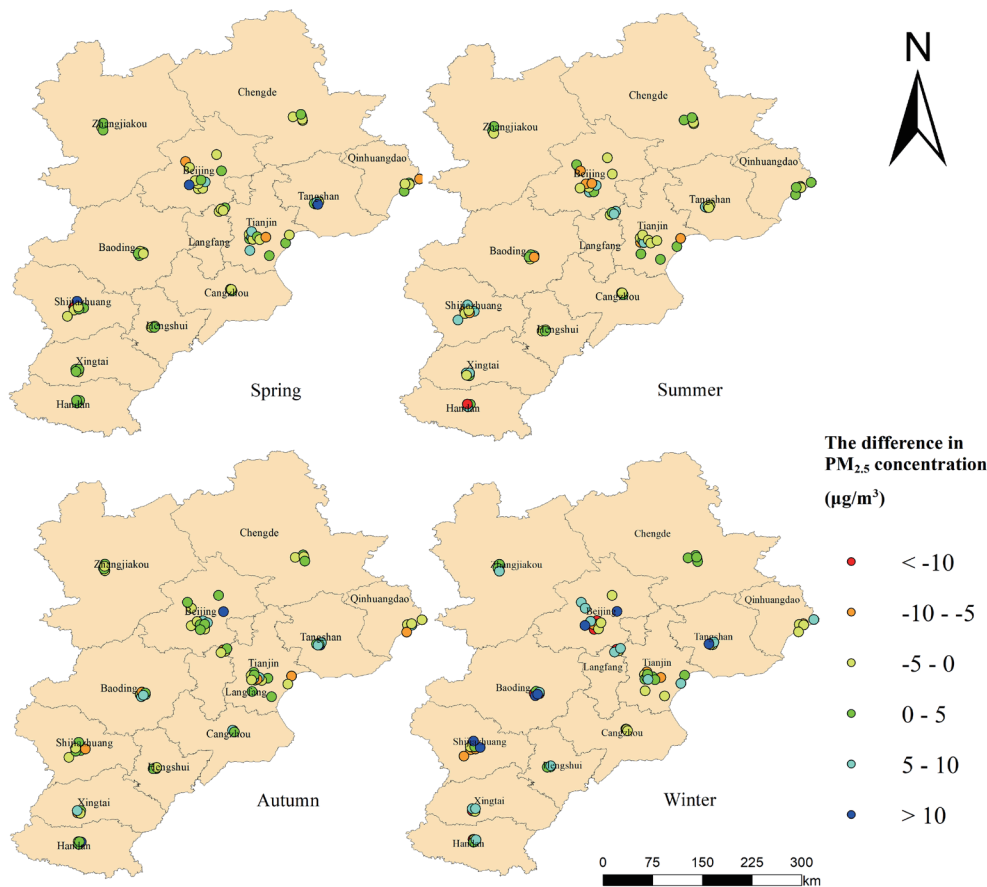 Chengde
Zhangjiakou
Qinhuangdao
Beijing
Tangshan
Tianjin
Baoding
Langfang
Cangzhou
Shijiazhuang
Hengshui
Xingtai
Handan
Spring
N
Chengde
Zhangjiakou
Qinhuangdao
Beijing
Tangshan
Tianjin
Baoding
Langfang
Cangzhou
Shijiazhuang
Hengshui
Xingtai
Handan
Summer
Chengde
Zhangjiakou
Qinhuangdao
Beijing
Tangshan
Tianjin
Baoding
Langfang
Cangzhou
Shijiazhuang
Hengshui
Xingtai
Handan
Autumn
Chengde
Zhangjiakou
Qinhuangdao
Beijing
Tangshan
Langfang
Tianjin
Baoding
Cangzhou
Shijiazhuang
Hengshui
Xingtai
Handan
Winter
The difference in
PM2.5 concentration
(μg/m³)
< -10
-10 - -5
-5 - 0
0 - 5
5 - 10
> 10
0 75 150 225 300
km